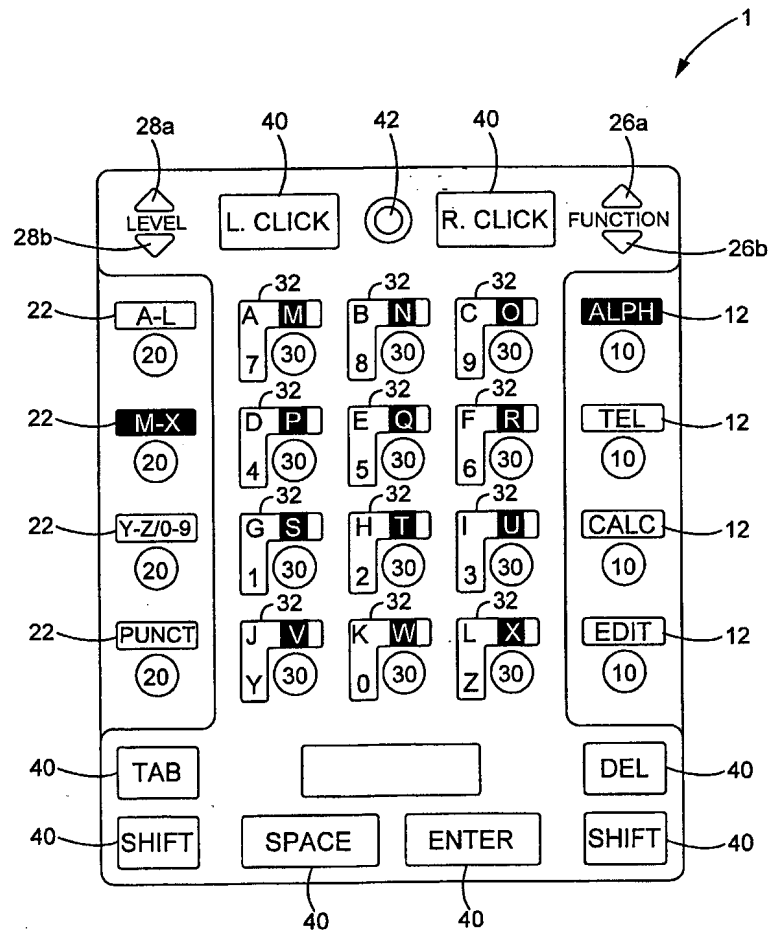 1
28a 40 42 40 26a
LEVEL L. CLICK R. CLICK FUNCTION
28b 26b
32 32 32
22 A-L A M B N C O ALPH 12
20 7 30 8 30 9 30 10
32 32 32
22 M-X D P E Q F R TEL 12
20 4 30 5 30 6 30 10
32 32 32
22 Y-Z/0-9 G S H T I U CALC 12
20 1 30 2 30 3 30 10
32 32 32
22 PUNCT J V K W L X EDIT 12
20 Y 30 0 30 Z 30 10
40 TAB DEL 40
40 SHIFT SPACE ENTER SHIFT 40
40 40